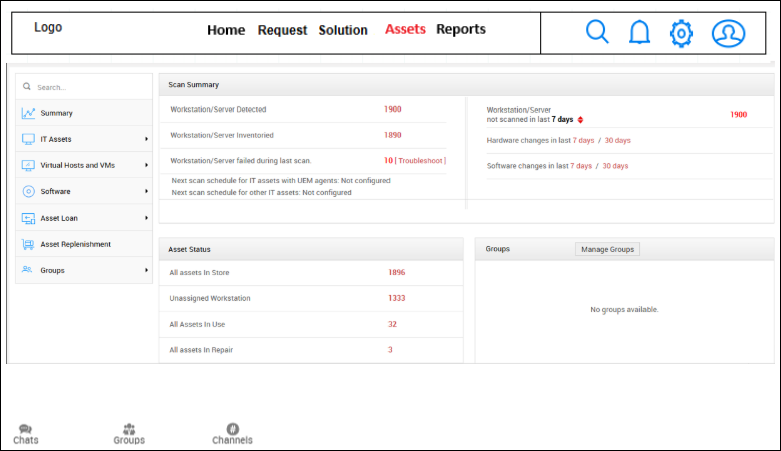 Logo
Home Request Solution Assets Reports
Search...
Summary
IT Assets
Virtual Hosts and VMs
Software
Asset Loan
Asset Replenishment
Groups
Scan Summary
Workstation/Server Detected 1900
Workstation/Server Inventoried 1890
Workstation/Server failed during last scan. 10 [ Troubleshoot ]
Next scan schedule for IT assets with UEM agents: Not configured
Next scan schedule for other IT assets: Not configured
Workstation/Server
not scanned in last 7 days 1900
Hardware changes in last 7 days / 30 days
Software changes in last 7 days / 30 days
Asset Status
All assets In Store 1896
Unassigned Workstation 1333
All Assets In Use 32
All assets In Repair 3
Groups Manage Groups
No groups available.
Chats Groups # Channels